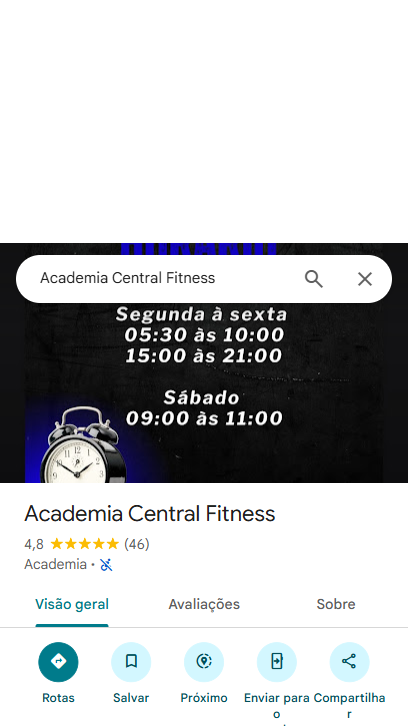 Academia Central Fitness
Segunda à sexta
05:30 às 10:00
15:00 às 21:00
Sábado
09:00 às 11:00
Academia Central Fitness
4,8 (46)
Academia ·
Visão geral Avaliações Sobre
Rotas Salvar Próximo Enviar para o Compartilhar